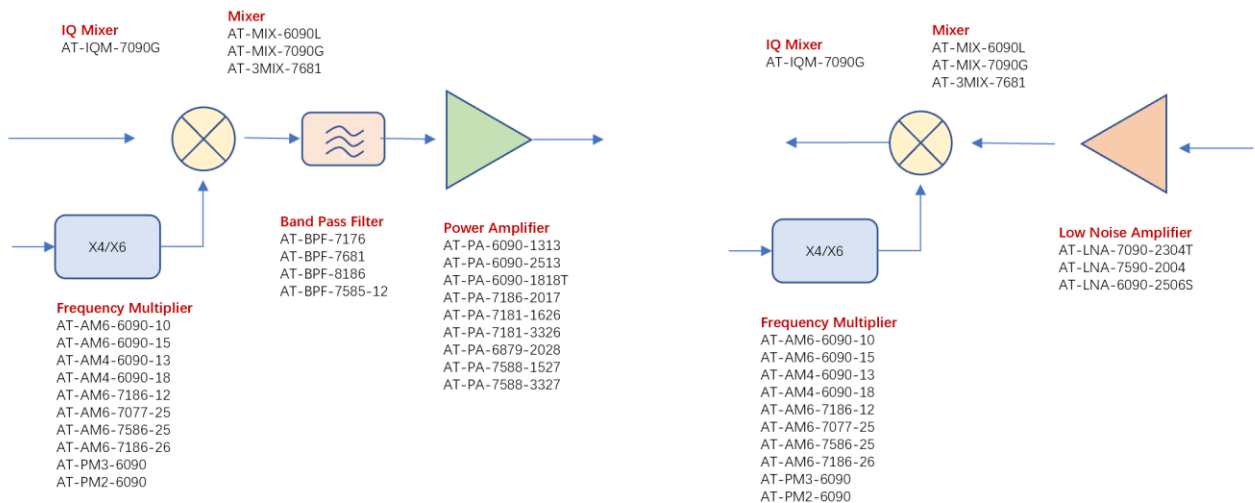 IQ Mixer
AT-IQM-7090G
Mixer
AT-MIX-6090L
AT-MIX-7090G
AT-3MIX-7681
X4/X6
Band Pass Filter
AT-BPF-7176
AT-BPF-7681
AT-BPF-8186
AT-BPF-7585-12
Power Amplifier
AT-PA-6090-1313
AT-PA-6090-2513
AT-PA-6090-1818T
AT-PA-7186-2017
AT-PA-7181-1626
AT-PA-7181-3326
AT-PA-6879-2028
AT-PA-7588-1527
AT-PA-7588-3327
Frequency Multiplier
AT-AM6-6090-10
AT-AM6-6090-15
AT-AM4-6090-13
AT-AM4-6090-18
AT-AM6-7186-12
AT-AM6-7077-25
AT-AM6-7586-25
AT-AM6-7186-26
AT-PM3-6090
AT-PM2-6090
IQ Mixer
AT-IQM-7090G
Mixer
AT-MIX-6090L
AT-MIX-7090G
AT-3MIX-7681
X4/X6
Low Noise Amplifier
AT-LNA-7090-2304T
AT-LNA-7590-2004
AT-LNA-6090-2506S
Frequency Multiplier
AT-AM6-6090-10
AT-AM6-6090-15
AT-AM4-6090-13
AT-AM4-6090-18
AT-AM6-7186-12
AT-AM6-7077-25
AT-AM6-7586-25
AT-AM6-7186-26
AT-PM3-6090
AT-PM2-6090